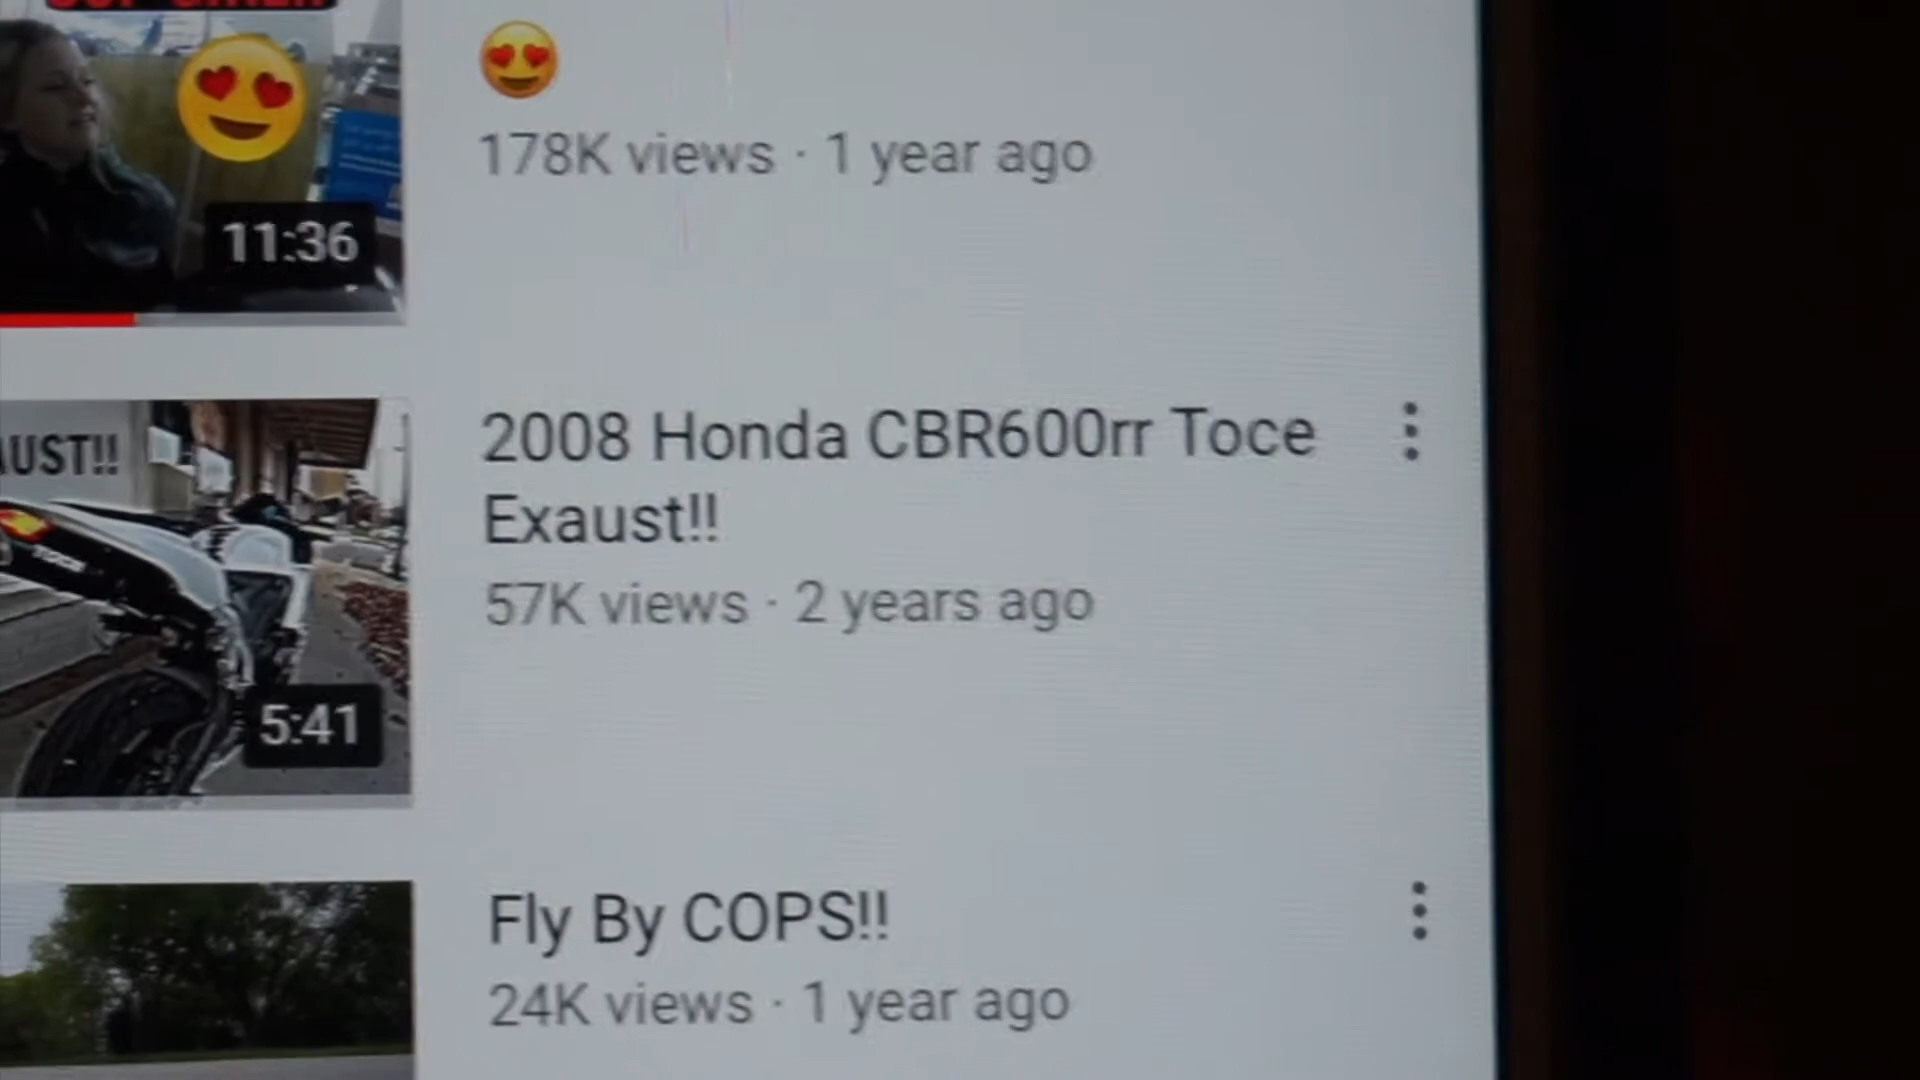 178K views · 1 year ago
11:36
2008 Honda CBR600rr Toce
AUST!!
Exaust!!
57K views · 2 years ago
5:41
Fly By COPS!!
24K views · 1 year ago